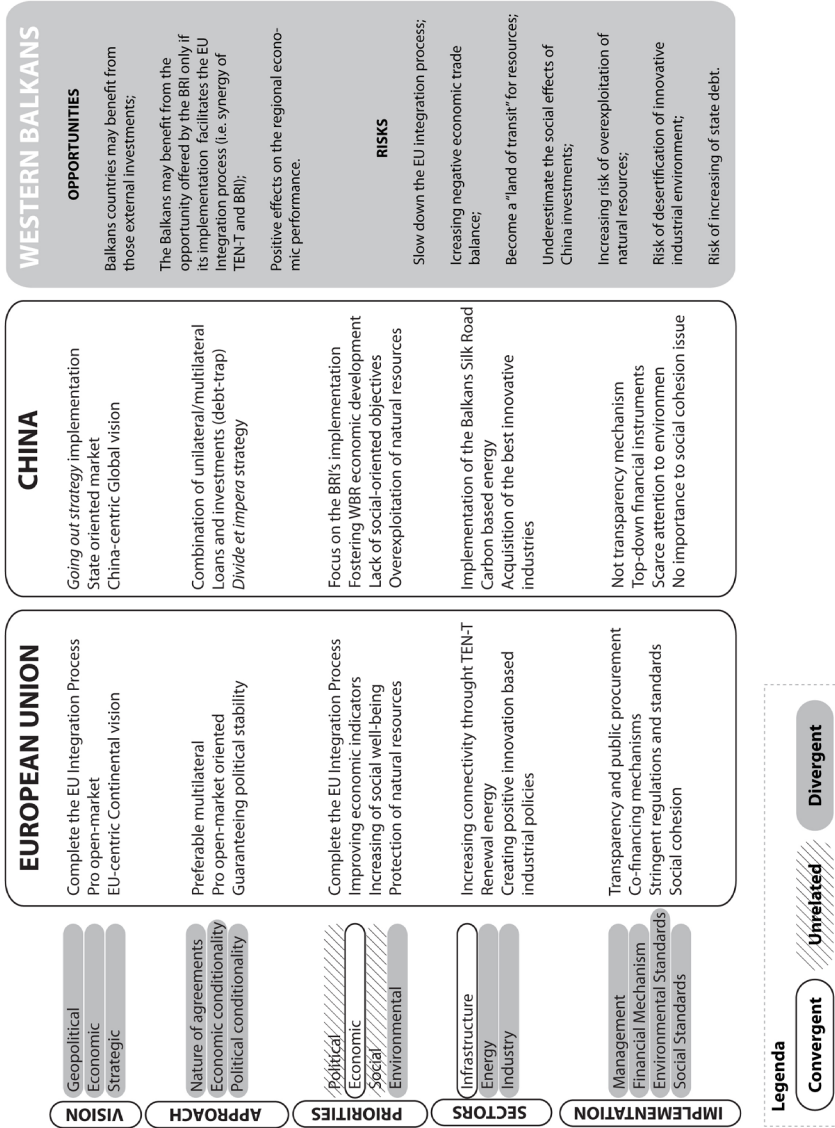 EUROPEAN UNION
CHINA
WESTERN BALKANS
VISION
Geopolitical
Economic
Strategic
Complete the EU Integration Process
Pro open-market
EU-centric Continental vision
Going out strategy implementation
State oriented market
China-centric Global vision
APPROACH
Nature of agreements
Economic conditionality
Political conditionality
Preferable multilateral
Pro open-market oriented
Guaranteeing political stability
Combination of unilateral/multilateral
Loans and investments (debt-trap)
Divide et impera strategy
PRIORITIES
Political
Economic
Social
Environmental
Complete the EU Integration Process
Improving economic indicators
Increasing of social well-being
Protection of natural resources
Focus on the BRI's implementation
Fostering WBR economic development
Lack of social-oriented objectives
Overexploitation of natural resources
SECTORS
Infrastructure
Energy
Industry
Increasing connectivity throught TEN-T
Renewal energy
Creating positive innovation based
industrial policies
Implementation of the Balkans Silk Road
Carbon based energy
Acquisition of the best innovative
industries
IMPLEMENTATION
Management
Financial Mechanism
Environmental Standards
Social Standards
Transparency and public procurement
Co-financing mechanisms
Stringent regulations and standards
Social cohesion
Not transparency mechanism
Top-down financial instruments
Scarce attention to environmen
No importance to social cohesion issue
OPPORTUNITIES
Balkans countries may benefit from
those external investments;
The Balkans may benefit from the
opportunity offered by the BRI only if
its implementation facilitates the EU
Integration process (i.e. synergy of
TEN-T and BRI);
Positive effects on the regional econo-
mic performance.
RISKS
Slow down the EU integration process;
Icreasing negative economic trade
balance;
Become a "land of transit" for resources;
Underestimate the social effects of
China investments;
Increasing risk of overexploitation of
natural resources;
Risk of desertification of innovative
industrial environment;
Risk of increasing of state debt.
Legenda
Convergent
Unrelated
Divergent